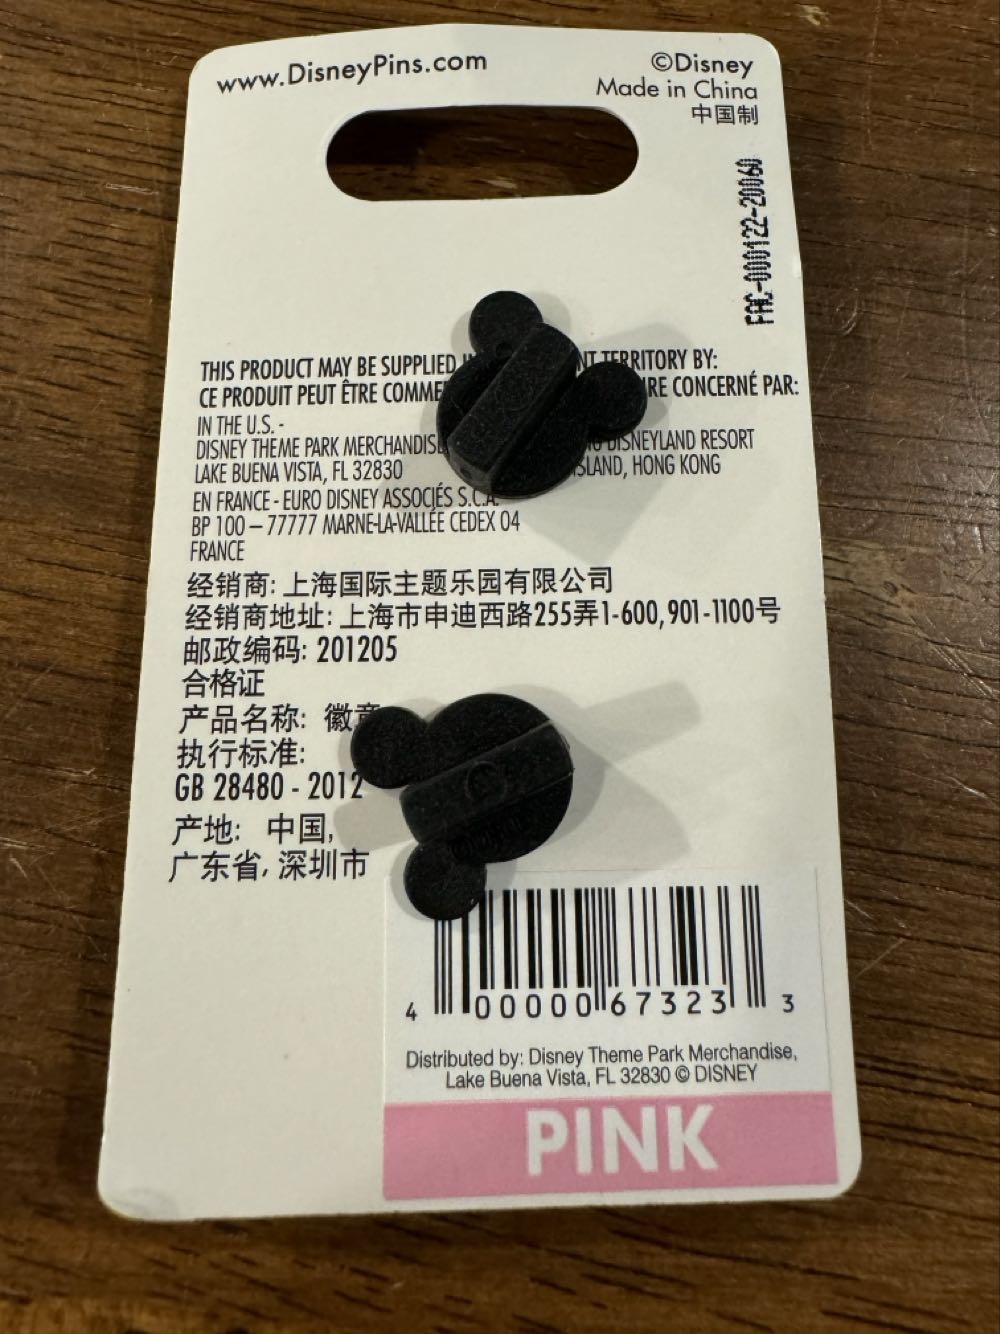 www.DisneyPins.com
©Disney
Made in China
中国制
FAC-000122-20060
THIS PRODUCT MAY BE SUPPLIED TERRITORY BY:
CE PRODUIT PEUT ÊTRE CONCERNÉ PAR:
IN THE U.S. -
DISNEY THEME PARK DISNEYLAND RESORT
LAKE BUENA VISTA, FL 32830 HONG KONG
EN FRANCE - EURO DISNEY ASSOCIÉS S.C.A.
BP 100 – 77777 MARNE-LA-VALLÉE CEDEX 04
FRANCE
经销商: 上海国际主题乐园有限公司
经销商地址: 上海市申迪西路255弄1-600,901-1100号
邮政编码: 201205
合格证
产品名称: 徽章
执行标准:
GB 28480 - 2012
产地: 中国,
广东省, 深圳市
4 00000 67323 3
Distributed by: Disney Theme Park Merchandise,
Lake Buena Vista, FL 32830 © DISNEY
PINK